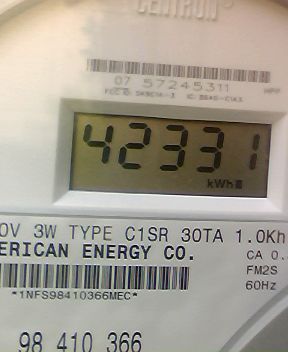 CENTRON
07 57245311
42331
kWh
0V 3W TYPE C1SR 30TA 1.0Kh
ERICAN ENERGY CO.
CA 0.
FM2S
*1NFS98410366MEC*
60Hz
98 410 366